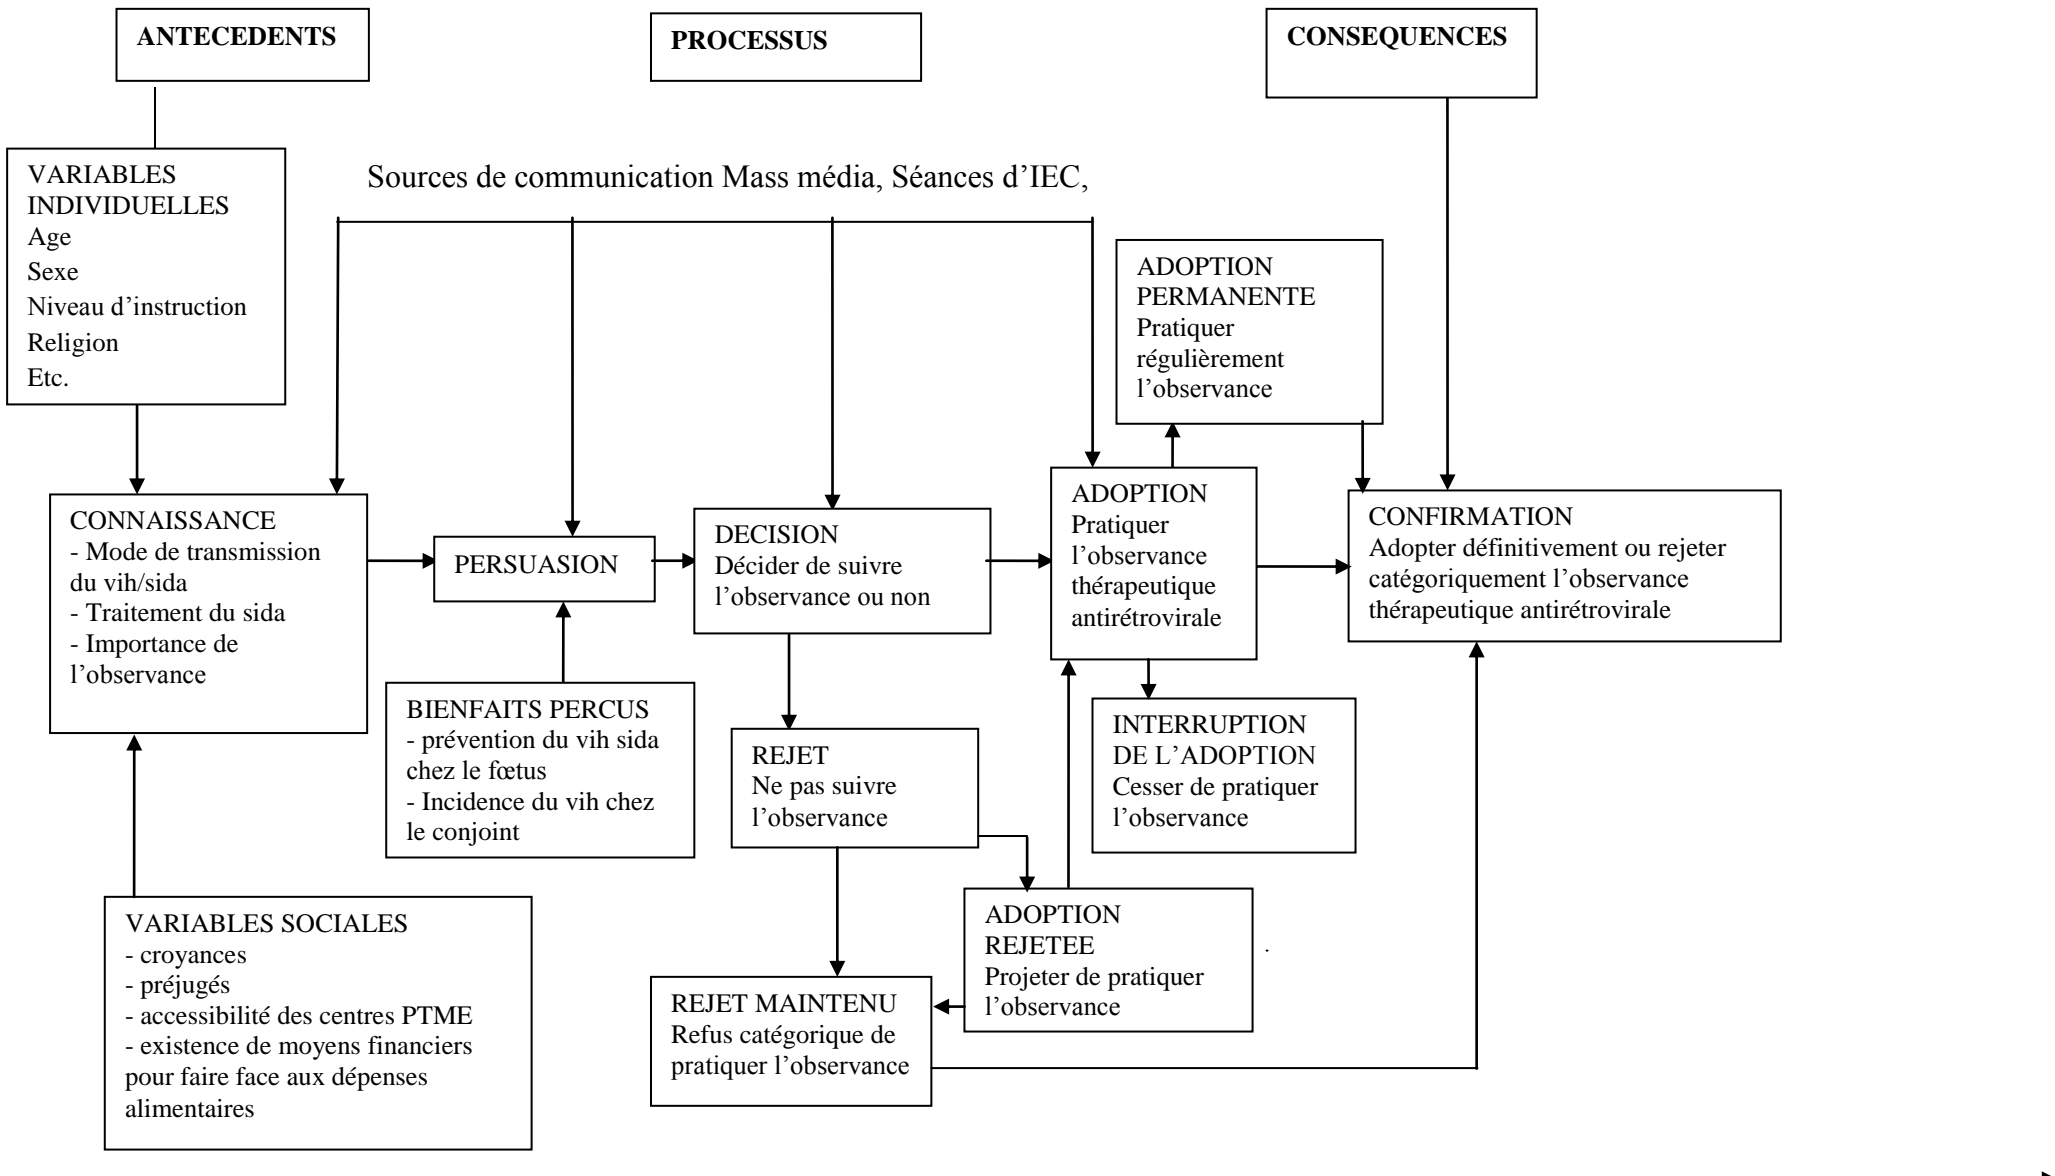 ANTECEDENTS
PROCESSUS
CONSEQUENCES
VARIABLES
INDIVIDUELLES
Age
Sexe
Niveau d’instruction
Religion
Etc.
Sources de communication Mass média, Séances d’IEC,
ADOPTION
PERMANENTE
Pratiquer
régulièrement
l’observance
CONNAISSANCE
- Mode de transmission
du vih/sida
- Traitement du sida
- Importance de
l’observance
PERSUASION
DECISION
Décider de suivre
l’observance ou non
ADOPTION
Pratiquer
l’observance
thérapeutique
antirétrovirale
CONFIRMATION
Adopter définitivement ou rejeter
catégoriquement l’observance
thérapeutique antirétrovirale
BIENFAITS PERCUS
- prévention du vih sida
chez le fœtus
- Incidence du vih chez
le conjoint
REJET
Ne pas suivre
l’observance
INTERRUPTION
DE L’ADOPTION
Cesser de pratiquer
l’observance
VARIABLES SOCIALES
- croyances
- préjugés
- accessibilité des centres PTME
- existence de moyens financiers
pour faire face aux dépenses
alimentaires
REJET MAINTENU
Refus catégorique de
pratiquer l’observance
ADOPTION
REJETEE
Projeter de pratiquer
l’observance
.